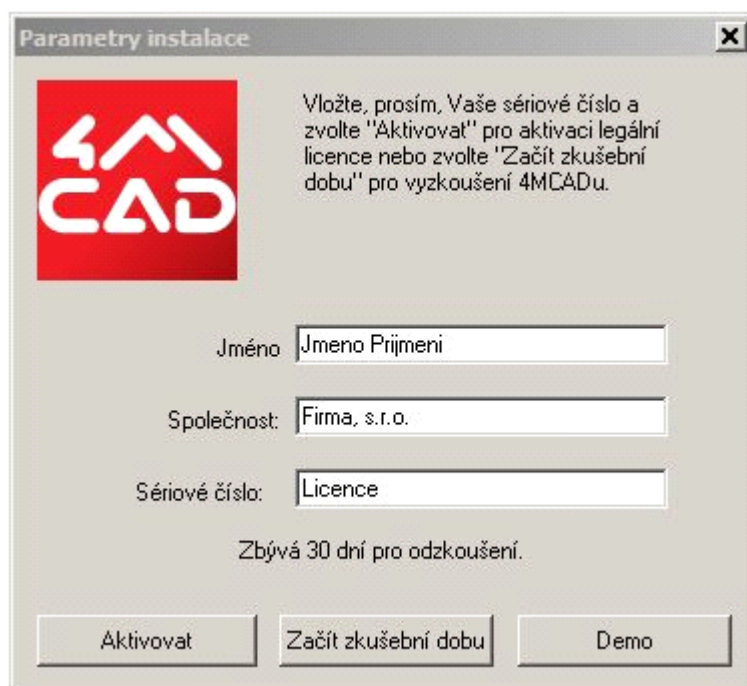 Parametry instalace
4M
CAD
Vložte, prosím, Vaše sériové číslo a
zvolte "Aktivovat" pro aktivaci legální
licence nebo zvolte "Začít zkušební
dobu" pro vyzkoušení 4MCADu.
Jméno Jmeno Prijmeni
Společnost: Firma, s.r.o.
Sériové číslo: Licence
Zbývá 30 dní pro odzkoušení.
Aktivovat Začít zkušební dobu Demo